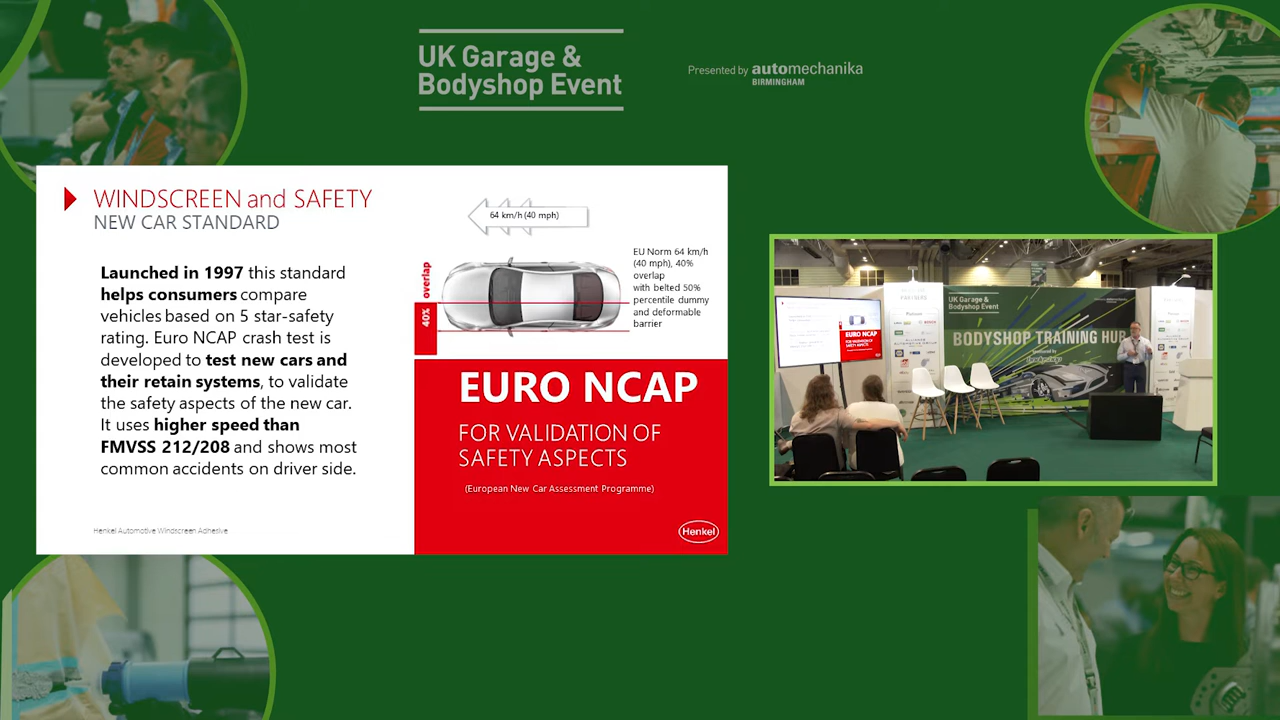 UK Garage &
Bodyshop Event
Presented by automechanika
BIRMINGHAM
WINDSCREEN and SAFETY
NEW CAR STANDARD
Launched in 1997 this standard
helps consumers compare
vehicles based on 5 star-safety
rating. Euro NCAP crash test is
developed to test new cars and
their retain systems, to validate
the safety aspects of the new car.
It uses higher speed than
FMVSS 212/208 and shows most
common accidents on driver side.
Henkel Automotive Windscreen Adhesive
64 km/h (40 mph)
40% overlap
EU Norm 64 km/h
(40 mph), 40%
overlap
with belted 50%
percentile dummy
and deformable
barrier
EURO NCAP
FOR VALIDATION OF
SAFETY ASPECTS
(European New Car Assessment Programme)
Henkel
UK Garage &
Bodyshop Event
BODYSHOP TRAINING HUB
EURO NCAP
FOR VALIDATION OF
SAFETY ASPECTS